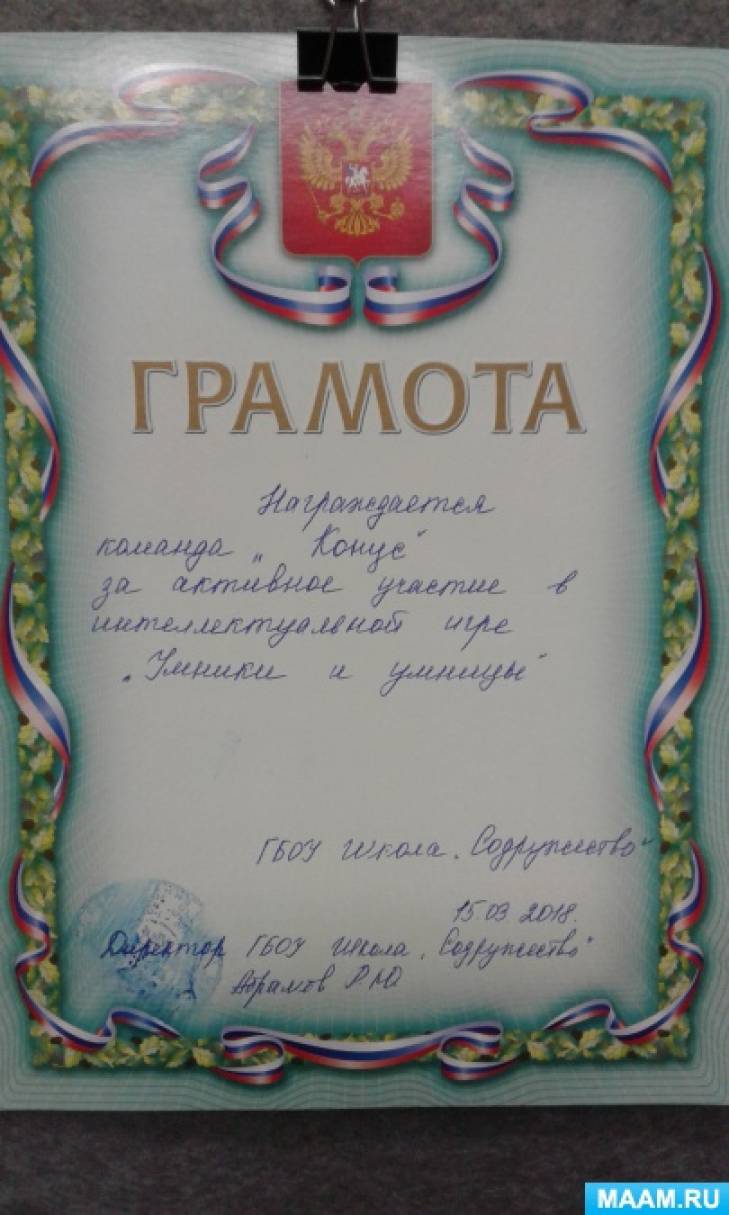 ГРАМОТА
Награждается
команда „ Конус"
за активное участие в
интеллектуальной игре
„Умники и умницы"
ГБОУ Школа „Содружество"
15.03 2018.
Директор ГБОУ Школа „Содружество"
Абрамов Р.Ю
MAAM.RU